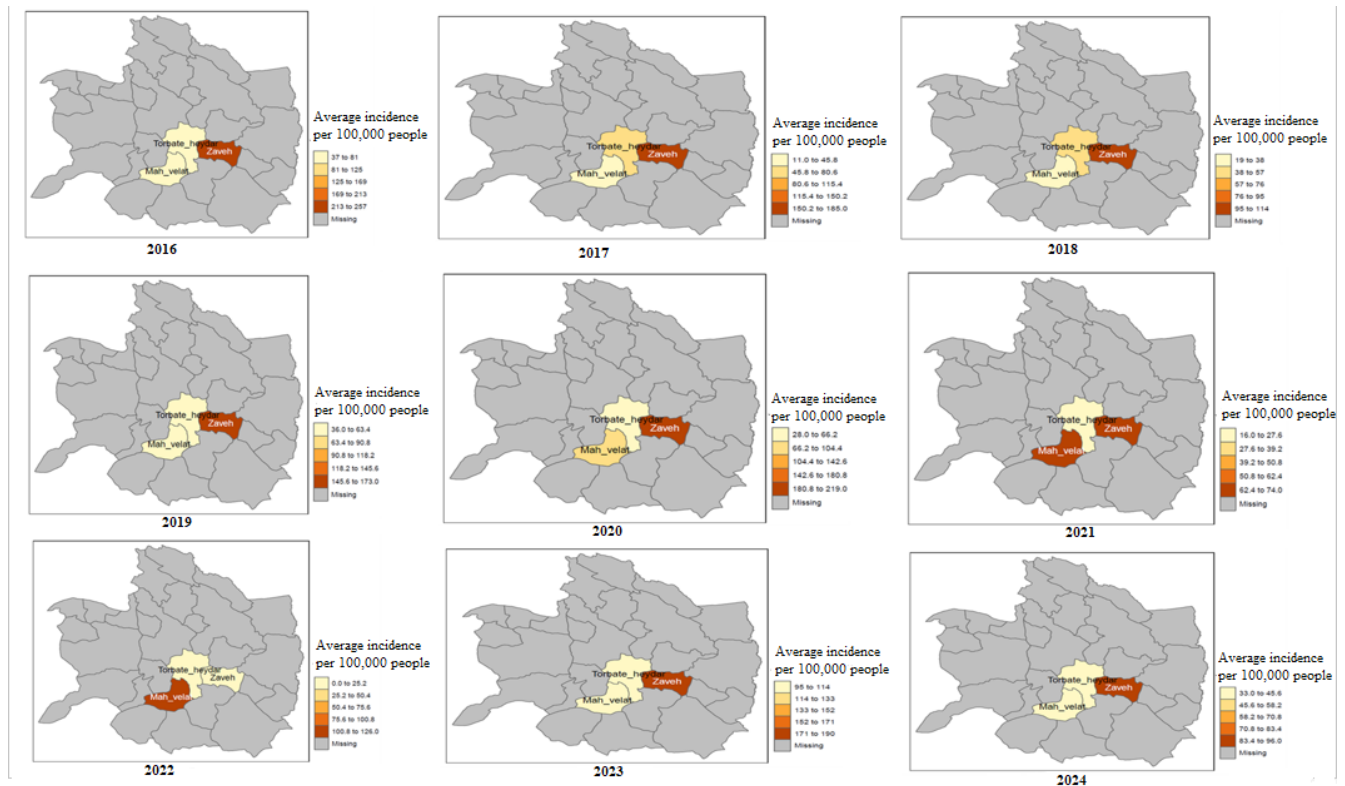 Average incidence
per 100,000 people
37 to 81
81 to 125
125 to 169
169 to 213
213 to 257
Missing
Torbate_heydar
Zaveh
Mah_velat
2016
Average incidence
per 100,000 people
11.0 to 45.8
45.8 to 80.6
80.6 to 115.4
115.4 to 150.2
150.2 to 185.0
Missing
Torbate_heydar
Zaveh
Mah_velat
2017
Average incidence
per 100,000 people
19 to 38
38 to 57
57 to 76
76 to 95
95 to 114
Missing
Torbate_heydar
Zaveh
Mah_velat
2018
Average incidence
per 100,000 people
36.0 to 63.4
63.4 to 90.8
90.8 to 118.2
118.2 to 145.6
145.6 to 173.0
Missing
Torbate_heydar
Zaveh
Mah_velat
2019
Average incidence
per 100,000 people
28.0 to 66.2
66.2 to 104.4
104.4 to 142.6
142.6 to 180.8
180.8 to 219.0
Missing
Torbate_heydar
Zaveh
Mah_velat
2020
Average incidence
per 100,000 people
16.0 to 27.6
27.6 to 39.2
39.2 to 50.8
50.8 to 62.4
62.4 to 74.0
Missing
Torbate_heydar
Zaveh
Mah_velat
2021
Average incidence
per 100,000 people
0.0 to 25.2
25.2 to 50.4
50.4 to 75.6
75.6 to 100.8
100.8 to 126.0
Missing
Torbate_heydar
Zaveh
Mah_velat
2022
Average incidence
per 100,000 people
95 to 114
114 to 133
133 to 152
152 to 171
171 to 190
Missing
Torbate_heydar
Zaveh
Mah_velat
2023
Average incidence
per 100,000 people
33.0 to 45.6
45.6 to 58.2
58.2 to 70.8
70.8 to 83.4
83.4 to 96.0
Missing
Torbate_heydar
Zaveh
Mah_velat
2024